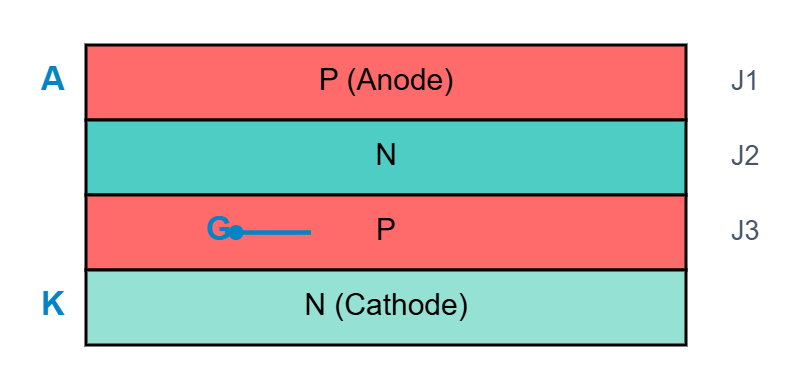 A P (Anode) J1
N J2
G P J3
K N (Cathode)